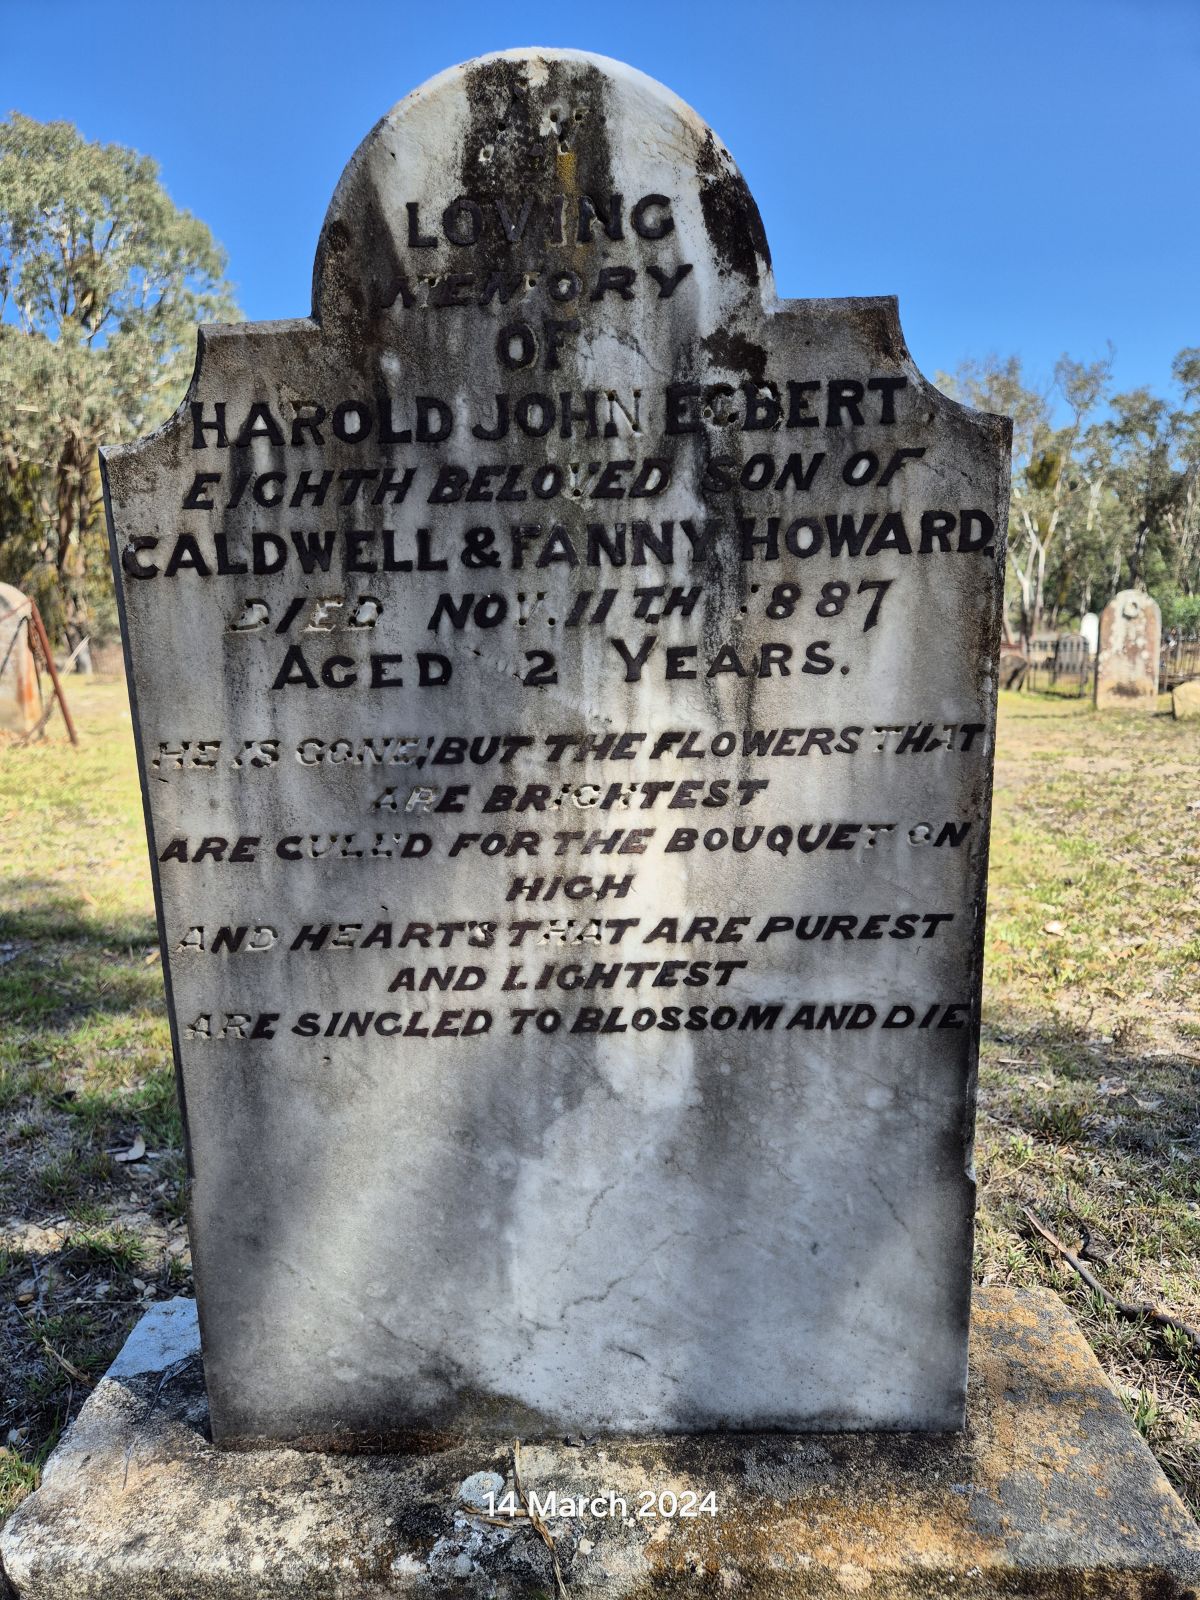 LOVING
MEMORY
OF
HAROLD JOHN EGBERT.
EIGHTH BELOVED SON OF
CALDWELL & FANNY HOWARD.
DIED NOV. 11TH 1887
AGED 2 YEARS.
HE IS GONE! BUT THE FLOWERS THAT
ARE BRIGHTEST
ARE CULL'D FOR THE BOUQUET ON
HIGH
AND HEART'S THAT ARE PUREST
AND LIGHTEST
ARE SINGLED TO BLOSSOM AND DIE
14 March 2024